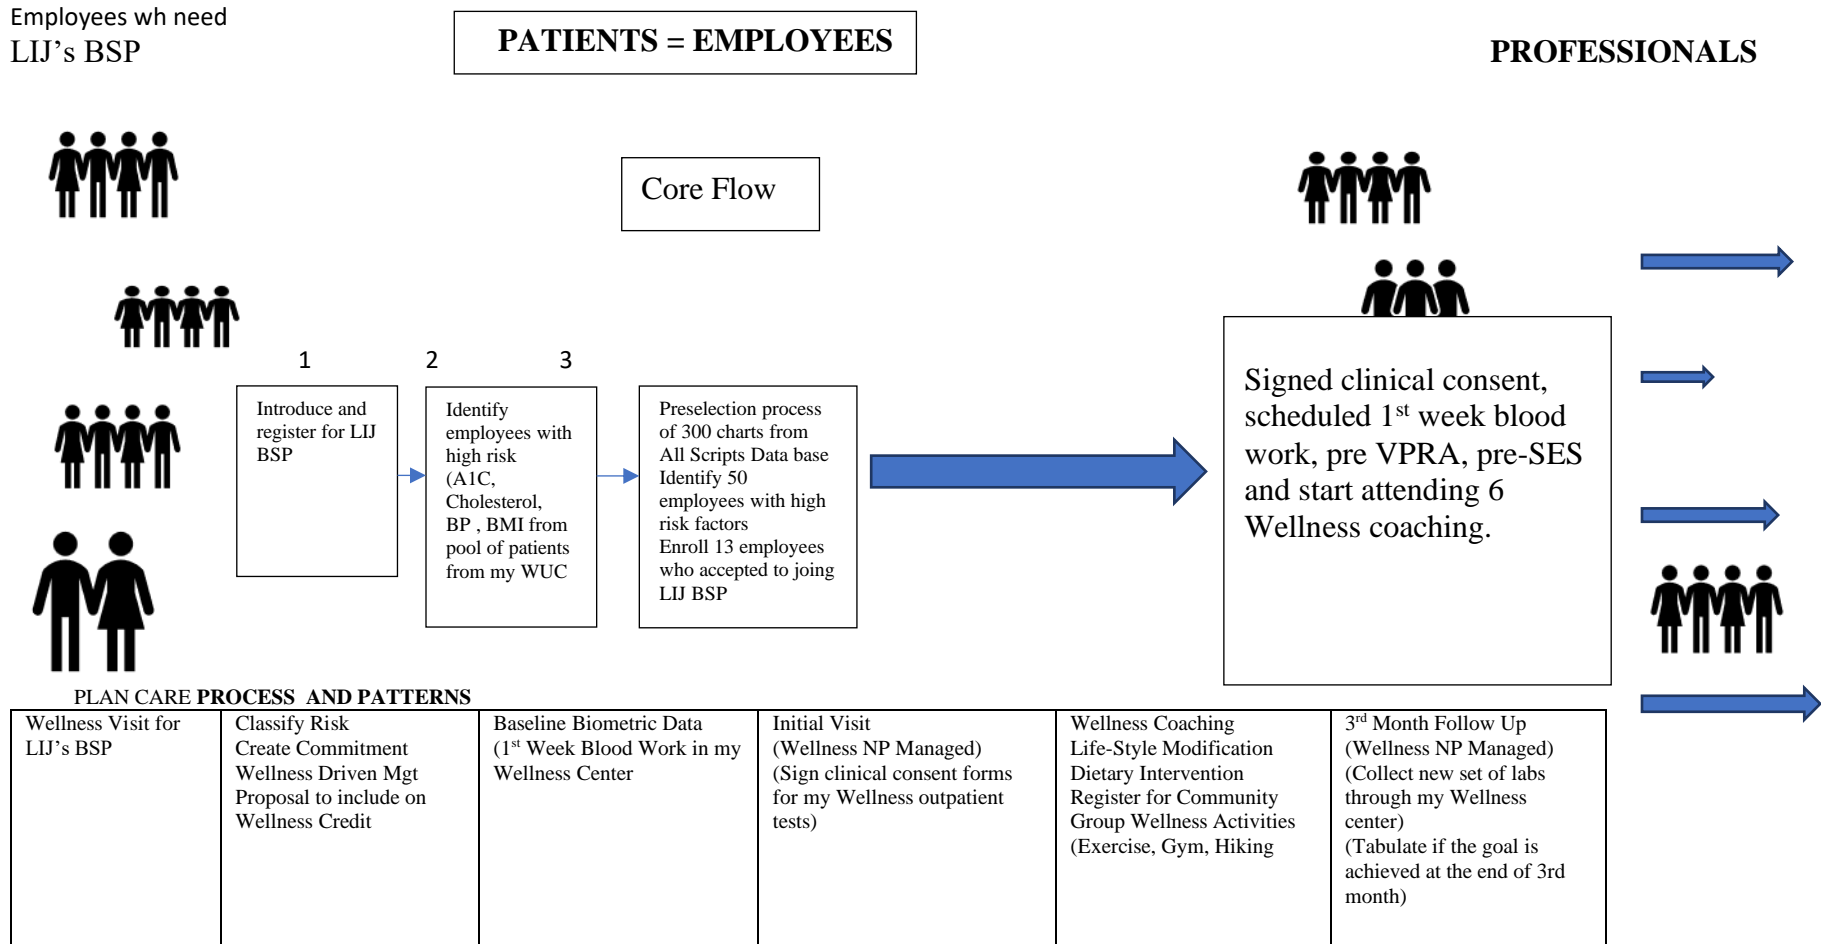 Employees wh need
LIJ’s BSP
PATIENTS = EMPLOYEES
PROFESSIONALS
Core Flow
1
2
3
Introduce and
register for LIJ
BSP
Identify
employees with
high risk
(A1C,
Cholesterol,
BP , BMI from
pool of patients
from my WUC
Preselection process
of 300 charts from
All Scripts Data base
Identify 50
employees with high
risk factors
Enroll 13 employees
who accepted to joing
LIJ BSP
Signed clinical consent,
scheduled 1st week blood
work, pre VPRA, pre-SES
and start attending 6
Wellness coaching.
PLAN CARE PROCESS AND PATTERNS
Wellness Visit for
LIJ’s BSP
Classify Risk
Create Commitment
Wellness Driven Mgt
Proposal to include on
Wellness Credit
Baseline Biometric Data
(1st Week Blood Work in my
Wellness Center
Initial Visit
(Wellness NP Managed)
(Sign clinical consent forms
for my Wellness outpatient
tests)
Wellness Coaching
Life-Style Modification
Dietary Intervention
Register for Community
Group Wellness Activities
(Exercise, Gym, Hiking
3rd Month Follow Up
(Wellness NP Managed)
(Collect new set of labs
through my Wellness
center)
(Tabulate if the goal is
achieved at the end of 3rd
month)